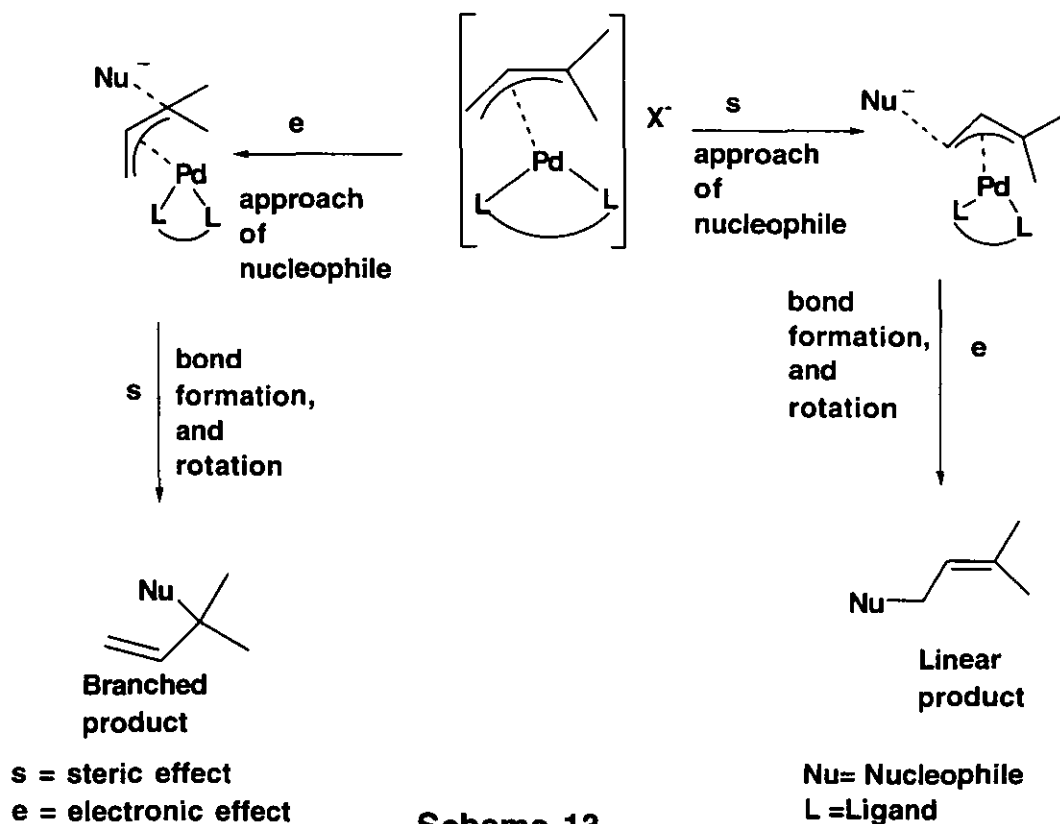 Nu⁻
e
approach
of
nucleophile
Pd
L L
Pd
L L
X⁻
s
approach
of
nucleophile
Nu⁻
Pd
L L
s
bond
formation,
and
rotation
bond
formation,
and
rotation
e
Nu
Branched
product
Nu
Linear
product
s = steric effect
e = electronic effect
Nu= Nucleophile
L =Ligand
Scheme 13